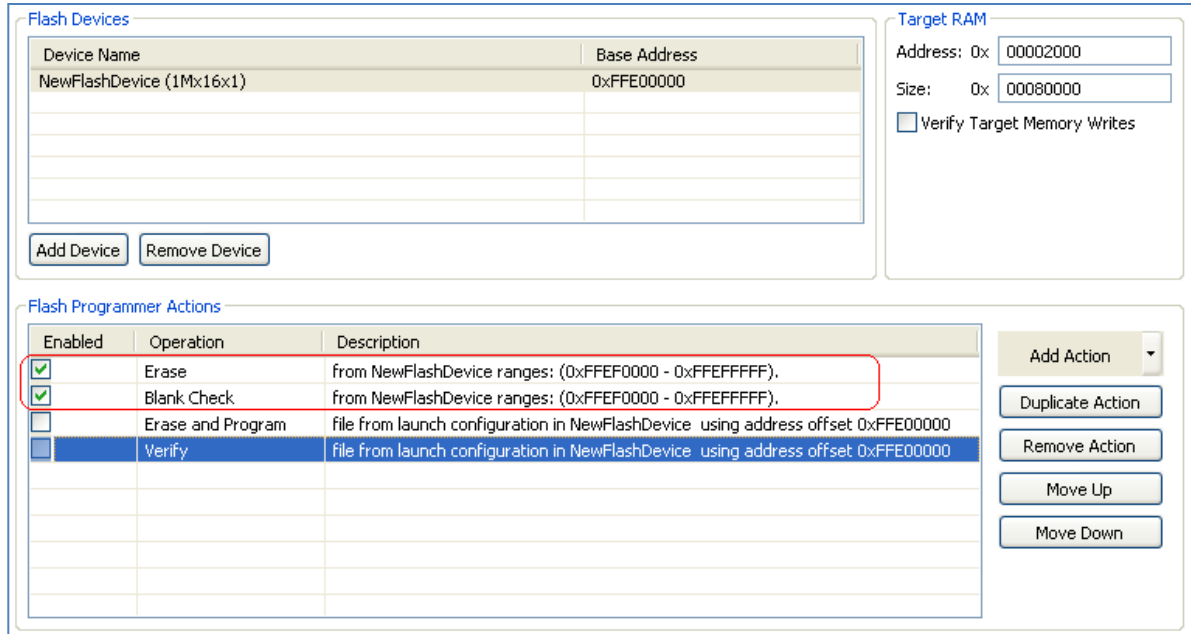 Flash Devices
Device Name Base Address
NewFlashDevice (1Mx16x1) 0xFFE00000
Add Device Remove Device
Target RAM
Address: 0x 00002000
Size: 0x 00080000
Verify Target Memory Writes
Flash Programmer Actions
Enabled Operation Description
Erase from NewFlashDevice ranges: (0xFFEF0000 - 0xFFEFFFFF).
Blank Check from NewFlashDevice ranges: (0xFFEF0000 - 0xFFEFFFFF).
Erase and Program file from launch configuration in NewFlashDevice using address offset 0xFFE00000
Verify file from launch configuration in NewFlashDevice using address offset 0xFFE00000
Add Action
Duplicate Action
Remove Action
Move Up
Move Down